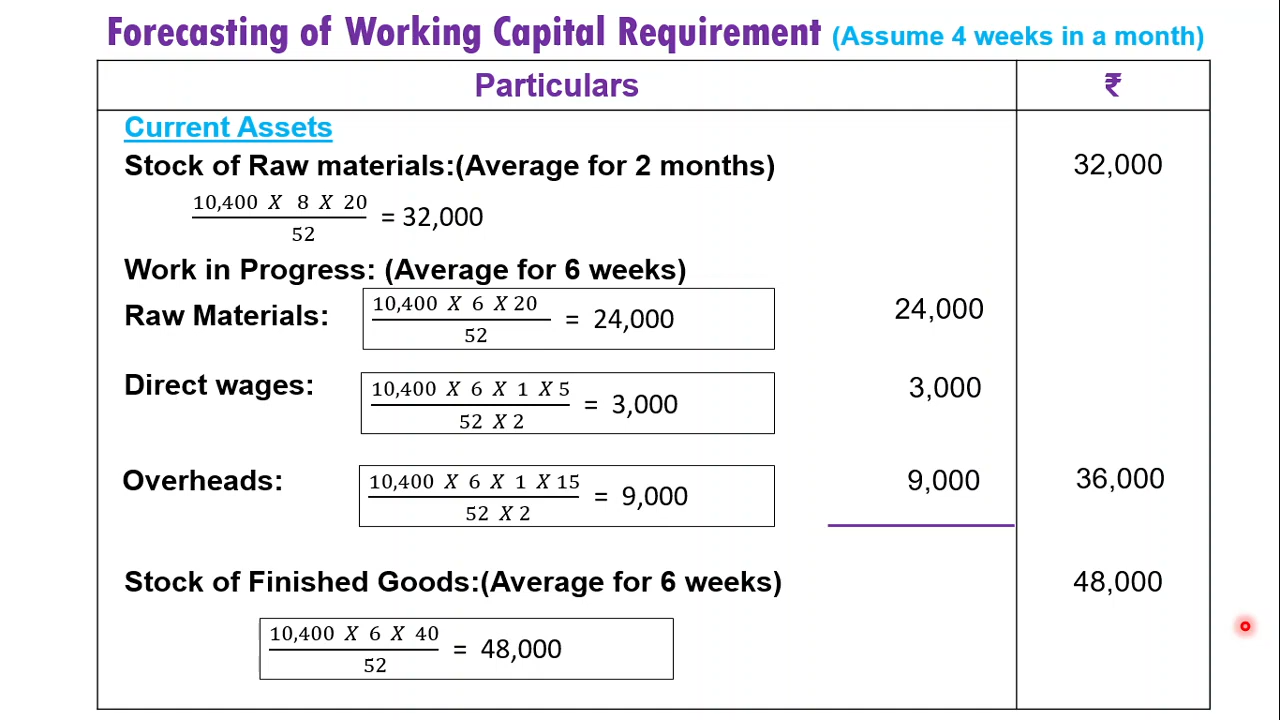 Forecasting of Working Capital Requirement (Assume 4 weeks in a month)
Particulars ₹
Current Assets
Stock of Raw materials:(Average for 2 months) 32,000
10,400 X 8 X 20
= 32,000
52
Work in Progress: (Average for 6 weeks)
Raw Materials: 10,400 X 6 X 20 = 24,000 24,000
52
Direct wages: 10,400 X 6 X 1 X 5 = 3,000 3,000
52 X 2
Overheads: 10,400 X 6 X 1 X 15 = 9,000 9,000 36,000
52 X 2
Stock of Finished Goods:(Average for 6 weeks) 48,000
10,400 X 6 X 40
= 48,000
52